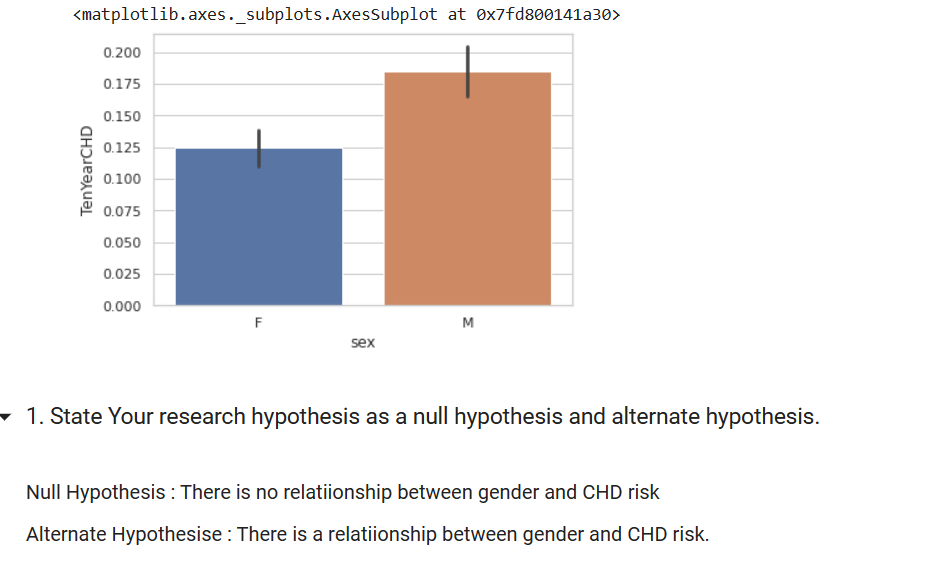 <matplotlib.axes._subplots.AxesSubplot at 0x7fd800141a30>
0.200
0.175
0.150
0.125
0.100
0.075
0.050
0.025
0.000
TenYearCHD
F M
sex
1. State Your research hypothesis as a null hypothesis and alternate hypothesis.
Null Hypothesis : There is no relatiionship between gender and CHD risk
Alternate Hypothesise : There is a relatiionship between gender and CHD risk.